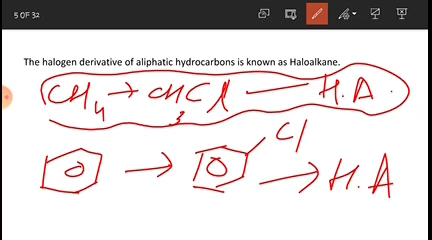 5 OF 32
The halogen derivative of aliphatic hydrocarbons is known as Haloalkane.
CH4 → CH3Cl — H.A.
→ Cl → H.A